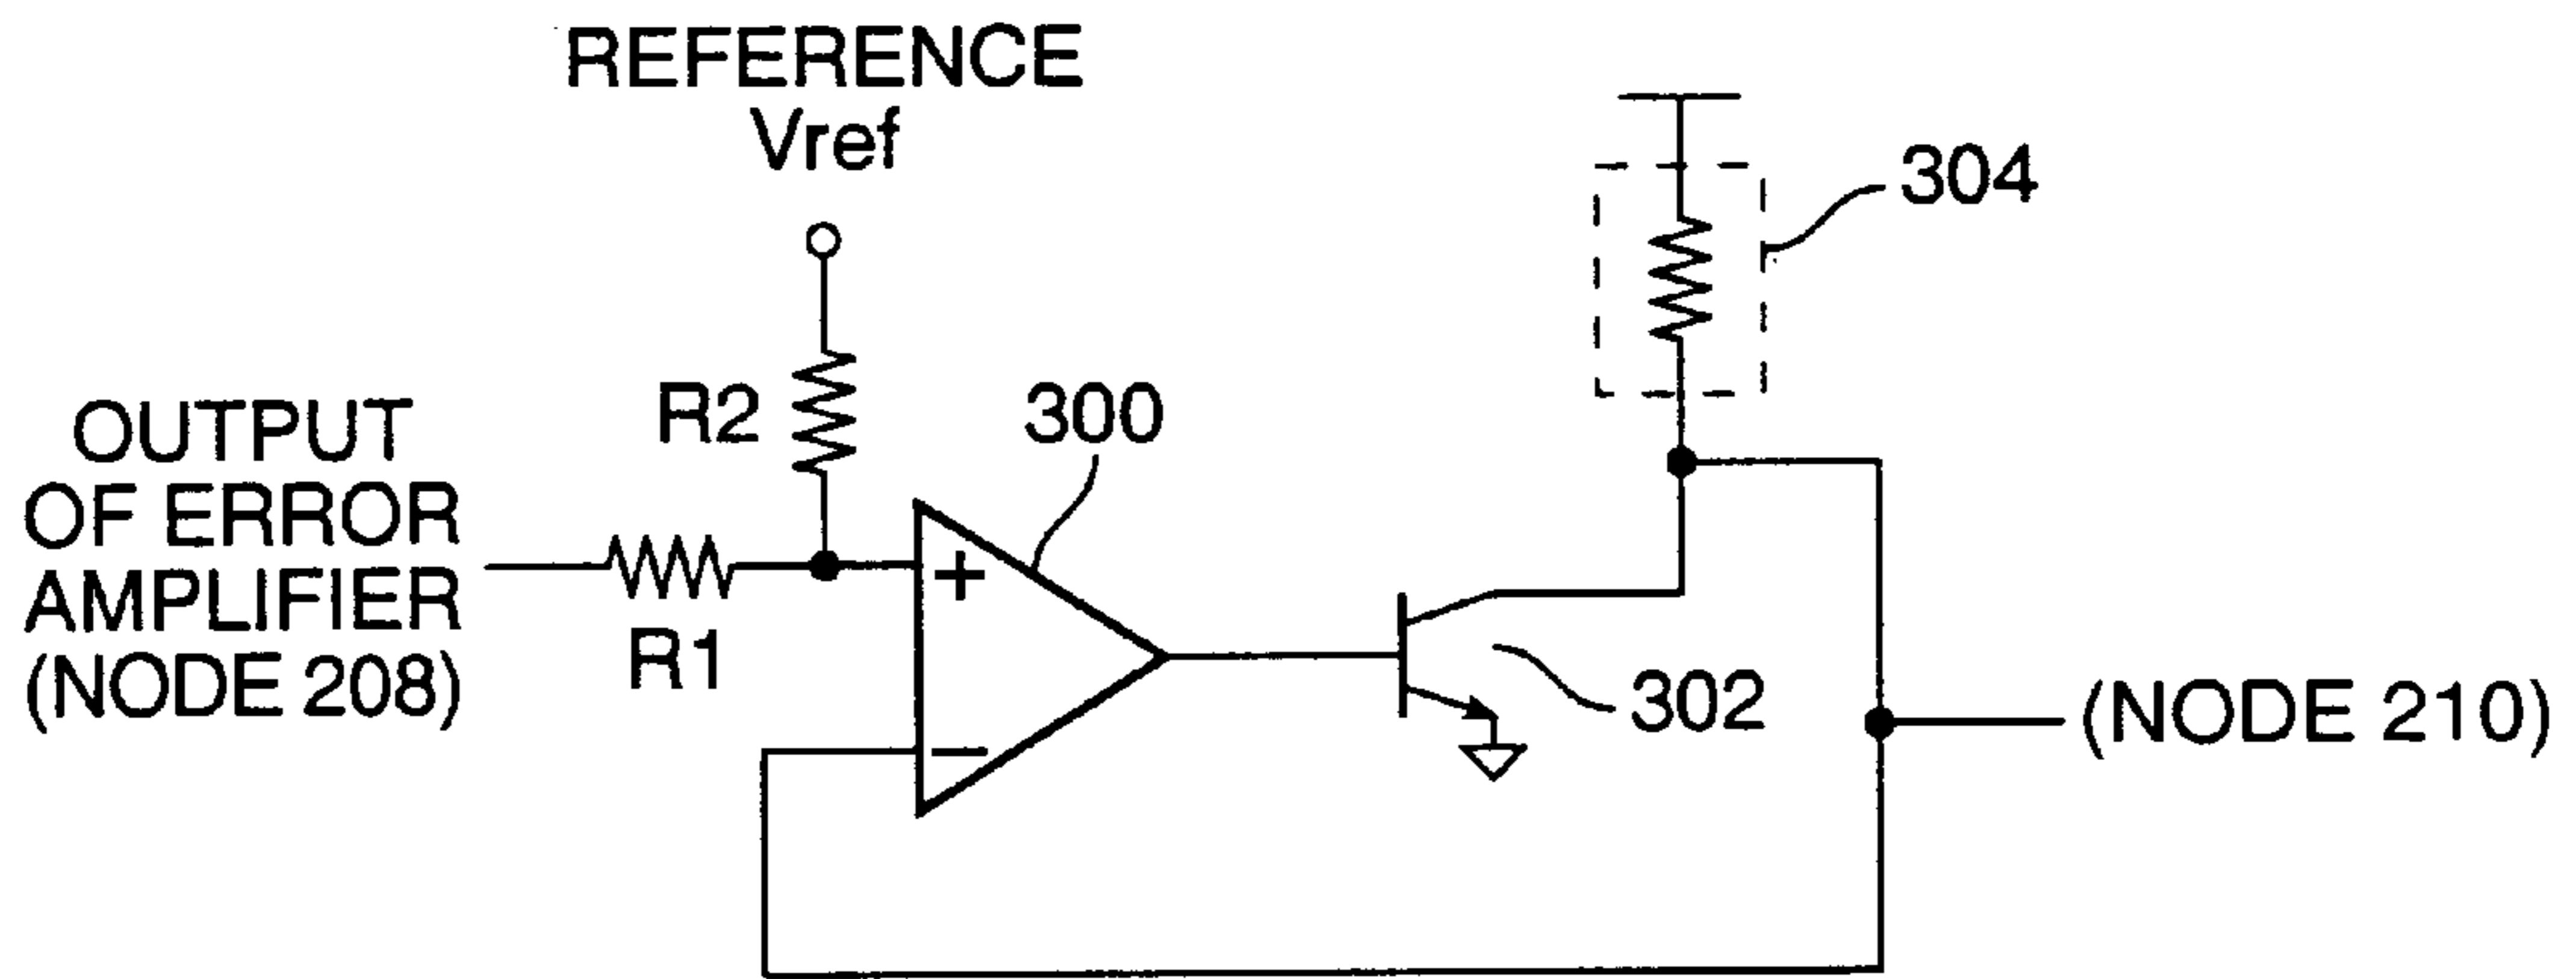 REFERENCE
Vref
304
R2
300
OUTPUT
OF ERROR
AMPLIFIER
(NODE 208)
R1
+
−
302
(NODE 210)